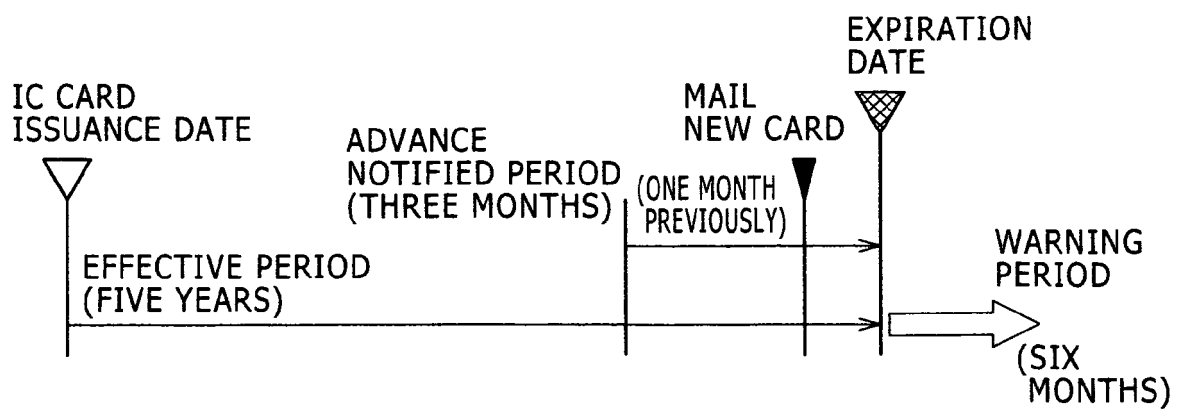 IC CARD
ISSUANCE DATE
EFFECTIVE PERIOD
(FIVE YEARS)
ADVANCE
NOTIFIED PERIOD
(THREE MONTHS)
(ONE MONTH
PREVIOUSLY)
MAIL
NEW CARD
EXPIRATION
DATE
WARNING
PERIOD
(SIX
MONTHS)